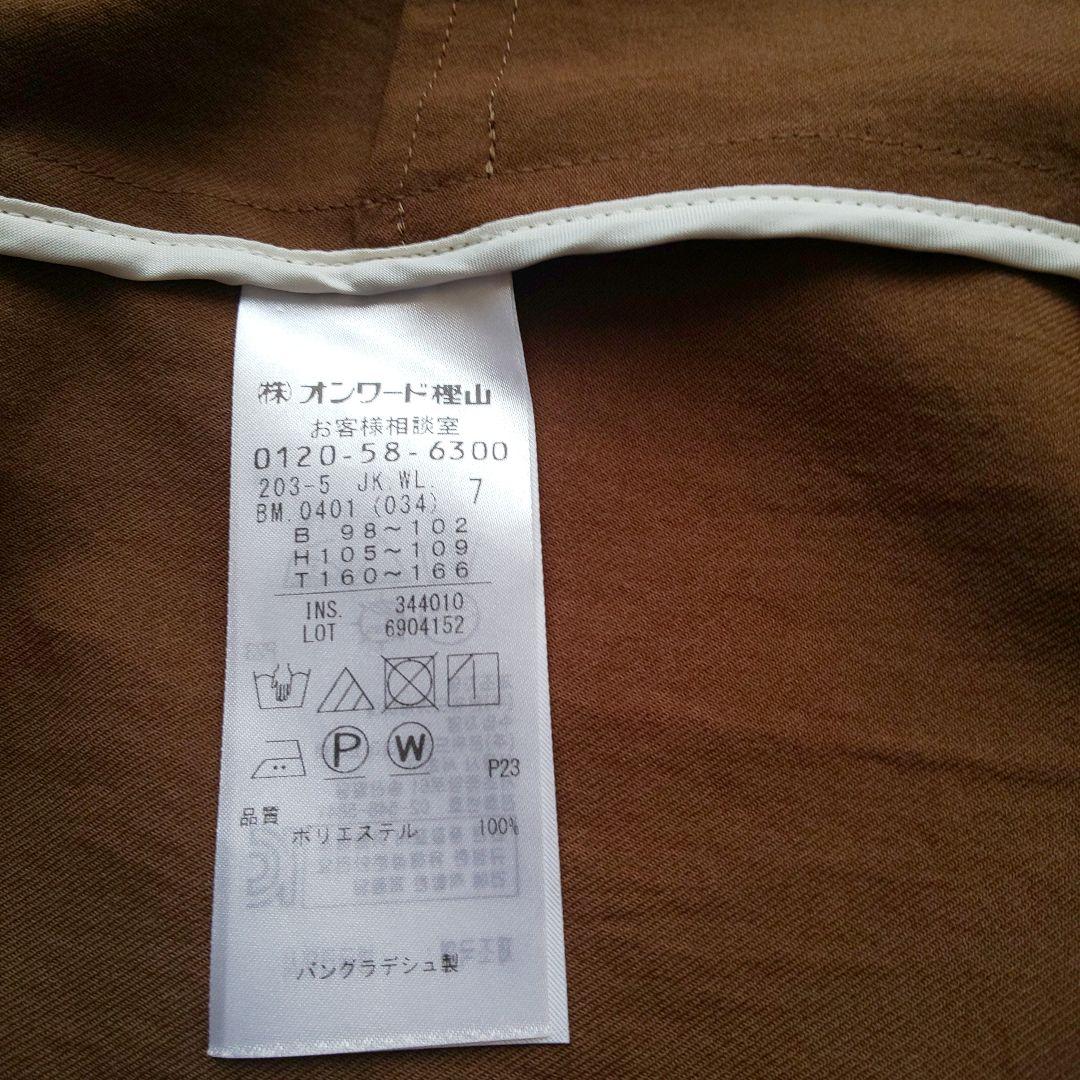 (株)オンワード樫山
お客様相談室
0120-58-6300
203-5 JK.WL. 7
BM.0401 (034)
B 98~102
H105~109
T160~166
INS. 344010
LOT 6904152
P W
P23
品質
ポリエステル 100%
バングラデシュ製